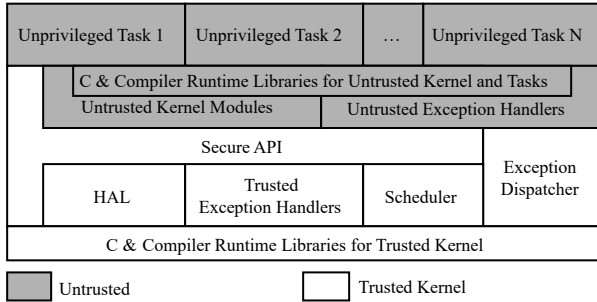 Unprivileged Task 1
Unprivileged Task 2
…
Unprivileged Task N
C & Compiler Runtime Libraries for Untrusted Kernel and Tasks
Untrusted Kernel Modules
Untrusted Exception Handlers
Secure API
HAL
Trusted
Exception Handlers
Scheduler
Exception
Dispatcher
C & Compiler Runtime Libraries for Trusted Kernel
Untrusted
Trusted Kernel